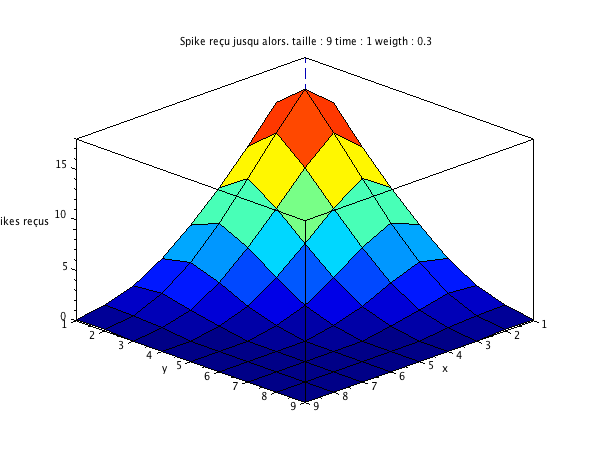 Spike reçu jusqu alors. taille : 9 time : 1 weigth : 0.3
15
10
ikes reçus
5
0
1 2 3 4 5 6 7 8 9
y
9 8 7 6 5 4 3 2 1
x